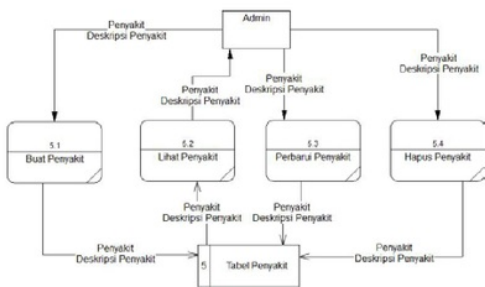 Admin
Penyakit
Deskripsi Penyakit
Penyakit
Deskripsi Penyakit
Penyakit
Deskripsi Penyakit
Penyakit
Deskripsi Penyakit
5.1
Buat Penyakit
5.2
Lihat Penyakit
5.3
Perbarui Penyakit
5.4
Hapus Penyakit
Penyakit
Deskripsi Penyakit
Penyakit
Deskripsi Penyakit
Penyakit
Deskripsi Penyakit
Penyakit
Deskripsi Penyakit
5
Tabel Penyakit